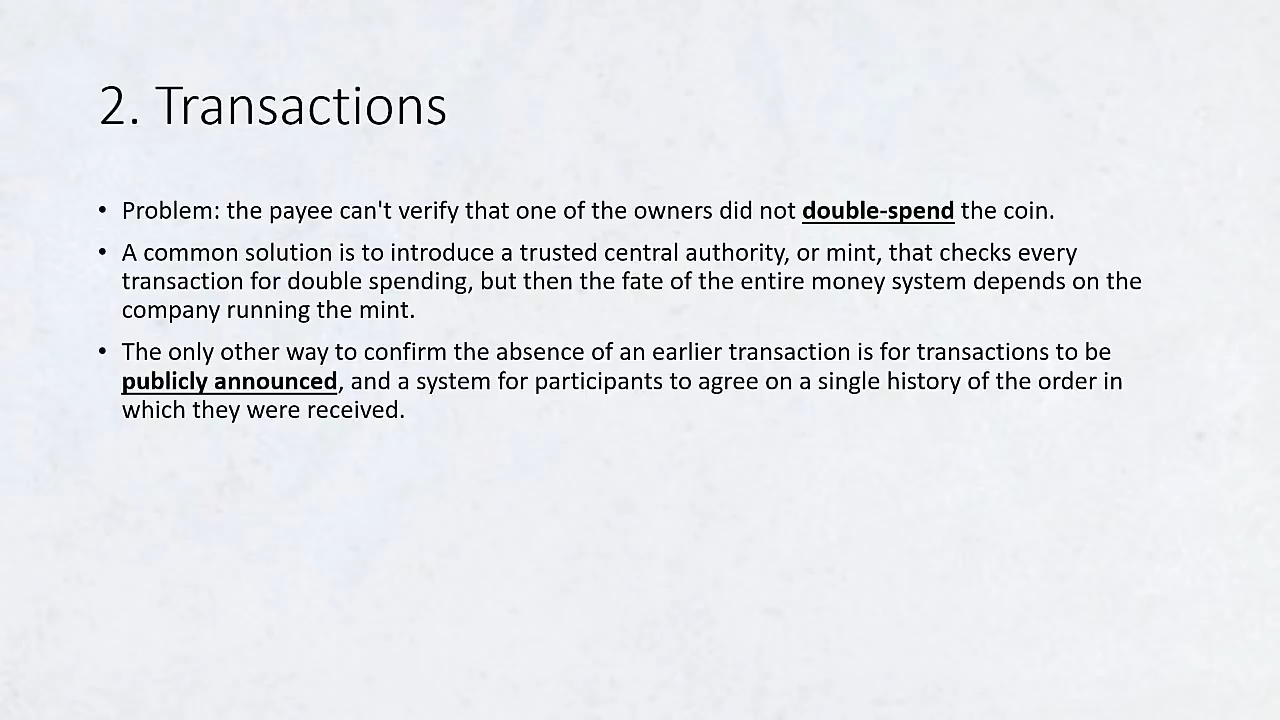 2. Transactions
• Problem: the payee can't verify that one of the owners did not double-spend the coin.
• A common solution is to introduce a trusted central authority, or mint, that checks every
transaction for double spending, but then the fate of the entire money system depends on the
company running the mint.
• The only other way to confirm the absence of an earlier transaction is for transactions to be
publicly announced, and a system for participants to agree on a single history of the order in
which they were received.